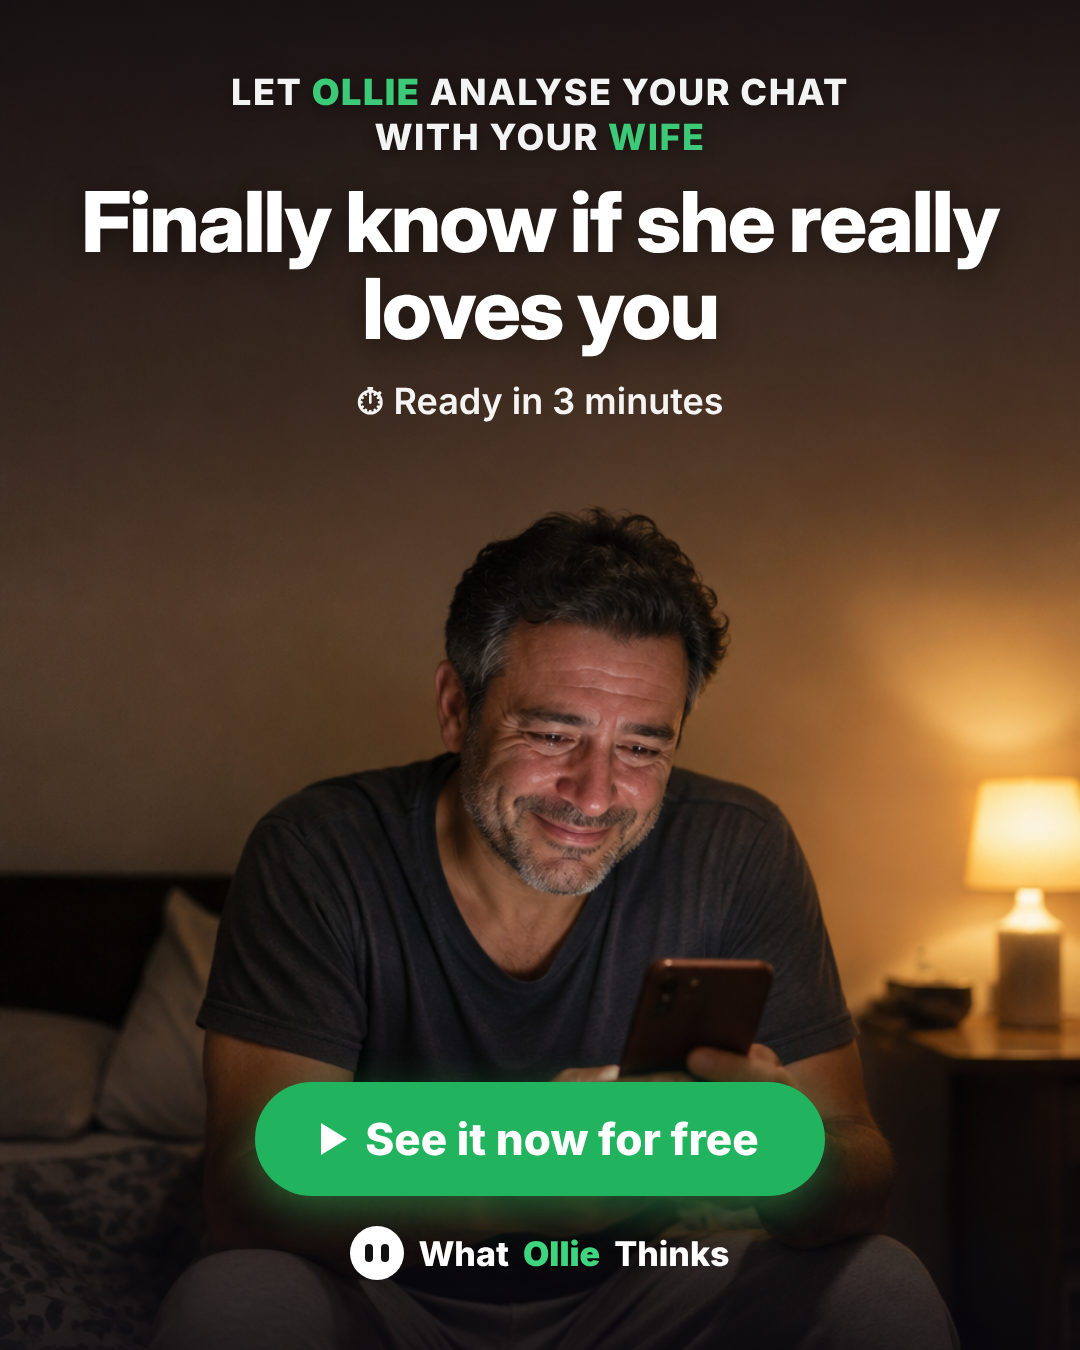 LET OLLIE ANALYSE YOUR CHAT
WITH YOUR WIFE
Finally know if she really
loves you
⏱ Ready in 3 minutes
▶ See it now for free
What Ollie Thinks